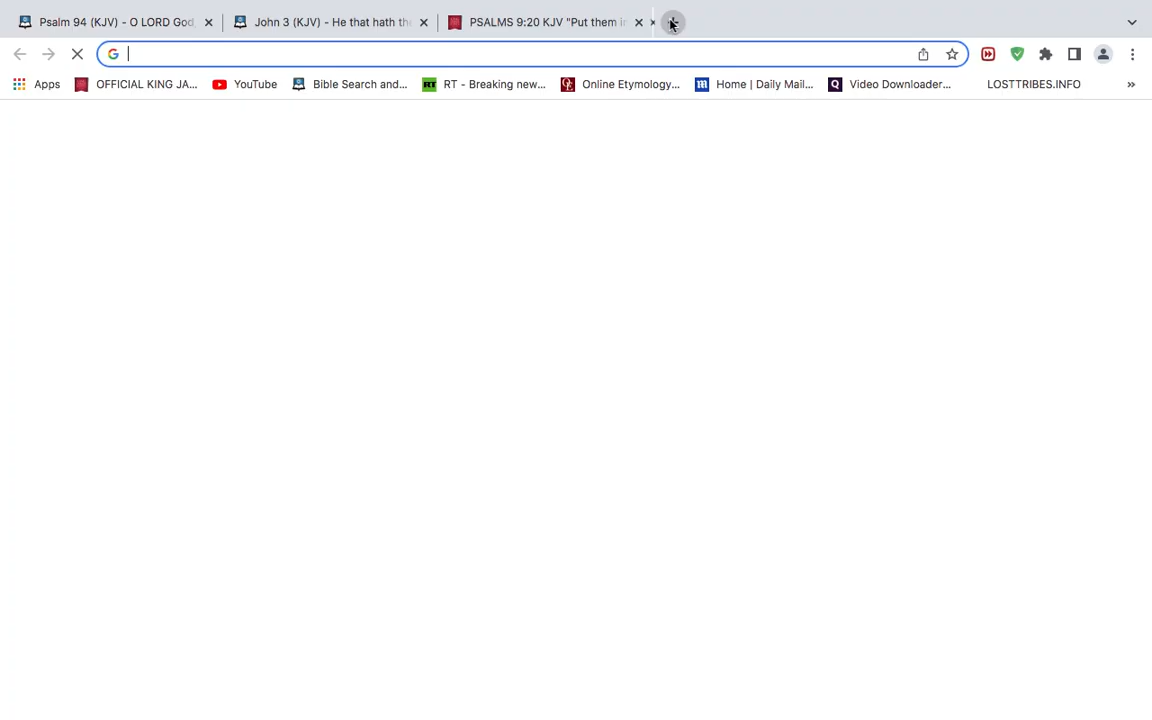 Psalm 94 (KJV) - O LORD God, John 3 (KJV) - He that hath the PSALMS 9:20 KJV "Put them in
Apps OFFICIAL KING JA... YouTube Bible Search and... RT - Breaking new... Online Etymology... Home | Daily Mail... Video Downloader... LOSTTRIBES.INFO »